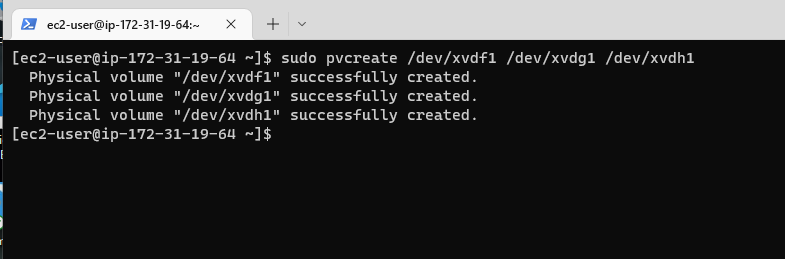 ec2-user@ip-172-31-19-64:~
[ec2-user@ip-172-31-19-64 ~]$ sudo pvcreate /dev/xvdf1 /dev/xvdg1 /dev/xvdh1
  Physical volume "/dev/xvdf1" successfully created.
  Physical volume "/dev/xvdg1" successfully created.
  Physical volume "/dev/xvdh1" successfully created.
[ec2-user@ip-172-31-19-64 ~]$